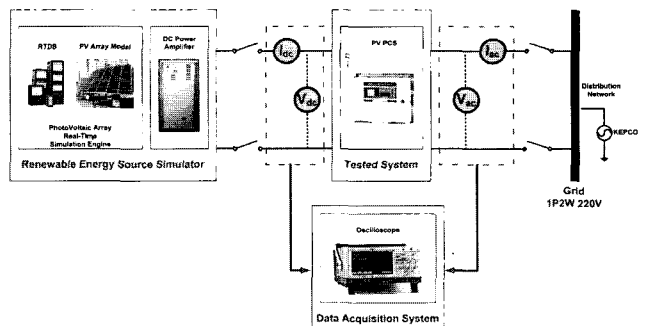 RTDS
PV Array Model
DC Power
Amplifier
PhotoVoltaic Array
Real-Time
Simulation Engine
Renewable Energy Source Simulator
Idc
Vdc
PV PCS
Tested System
Iac
Vac
Distribution
Network
KEPCO
Grid
1P2W 220V
Oscilloscope
Data Acquisition System